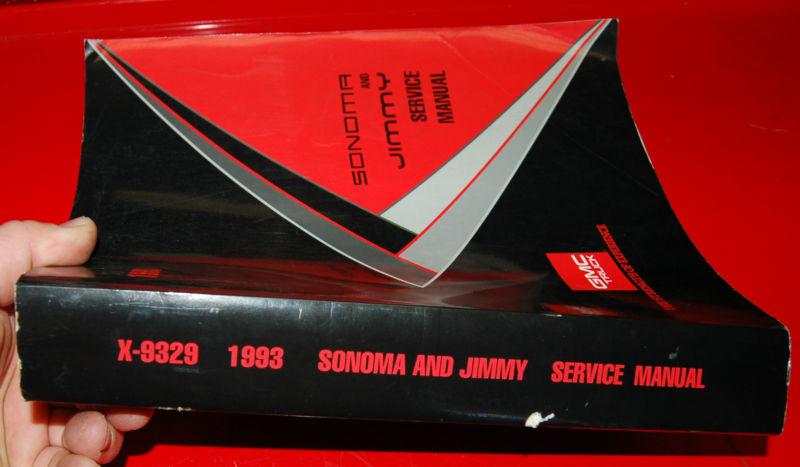 SONOMA
AND
JIMMY
SERVICE
MANUAL
GMC
TRUCK
X-9329 1993 SONOMA AND JIMMY SERVICE MANUAL